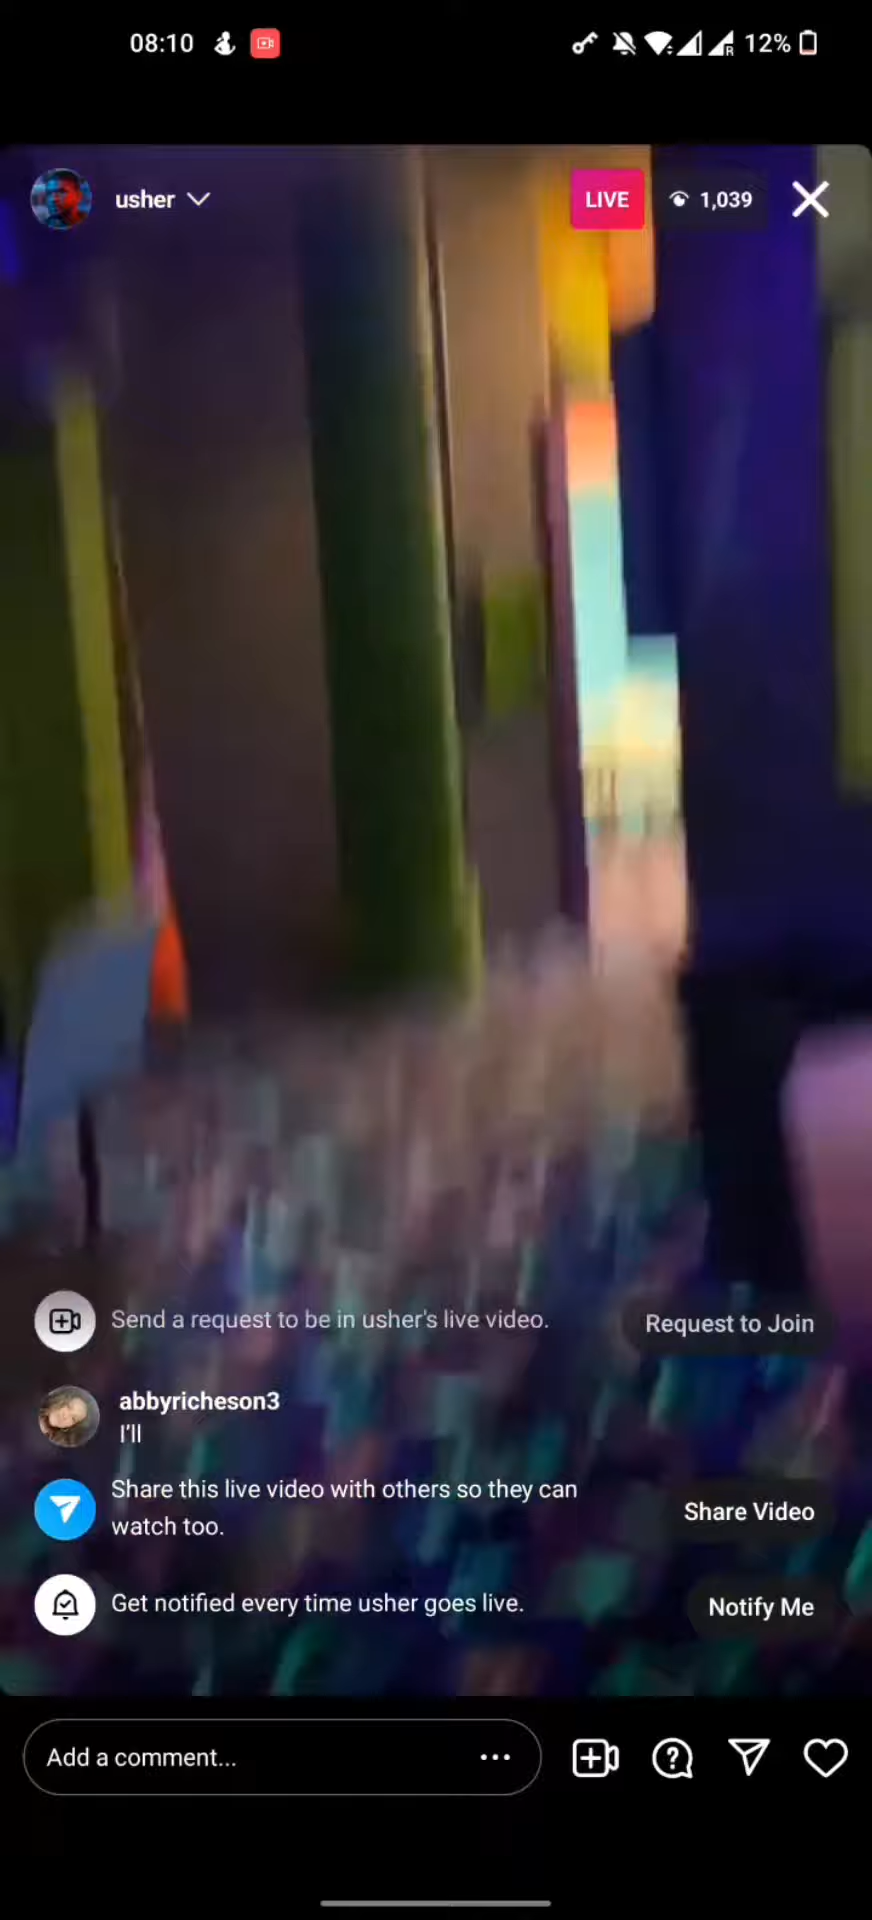 08:10
12%
usher
LIVE
1,039
Send a request to be in usher's live video.
Request to Join
abbyricheson3
I'll
Share this live video with others so they can
watch too.
Share Video
Get notified every time usher goes live.
Notify Me
Add a comment...